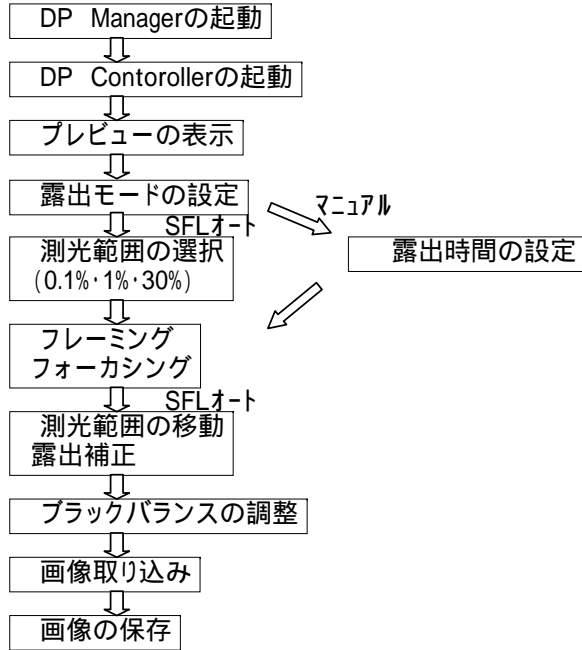 DP Managerの起動
DP Contorollerの起動
プレビューの表示
露出モードの設定
マニュアル
SFLオート
測光範囲の選択
(0.1%･1%･30%)
露出時間の設定
フレーミング
フォーカシング
SFLオート
測光範囲の移動
露出補正
ブラックバランスの調整
画像取り込み
画像の保存